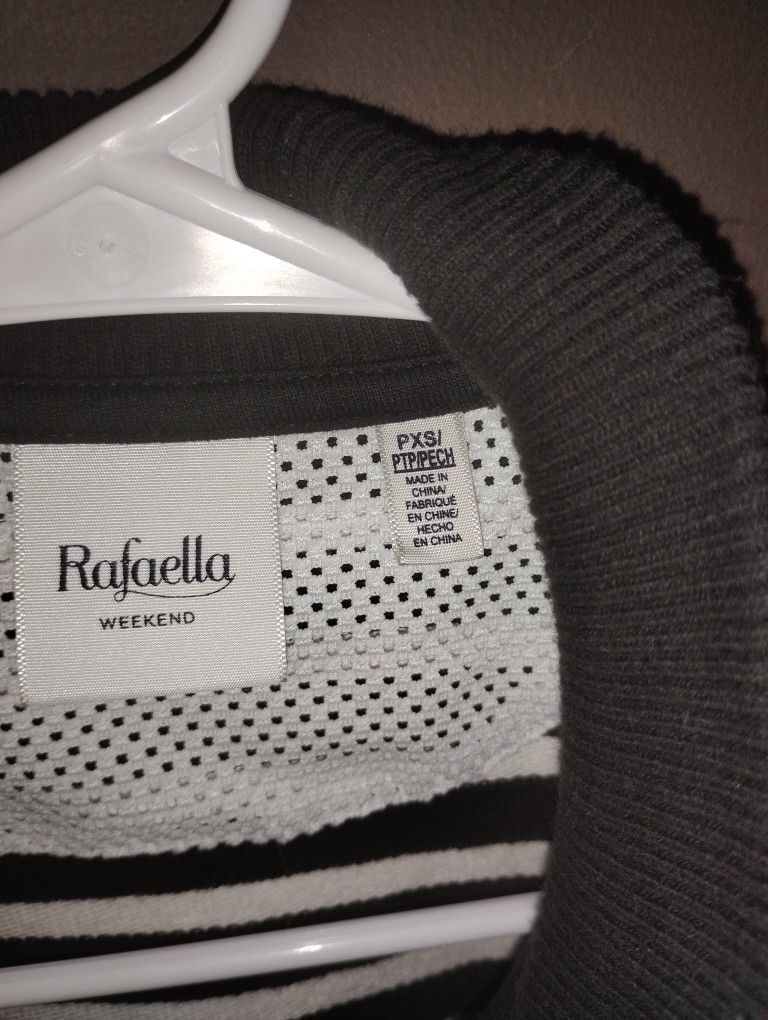 Rafaella
WEEKEND
PXS/
PTP/PECH
MADE IN
CHINA/
FABRIQUÉ
EN CHINE/
HECHO
EN CHINA